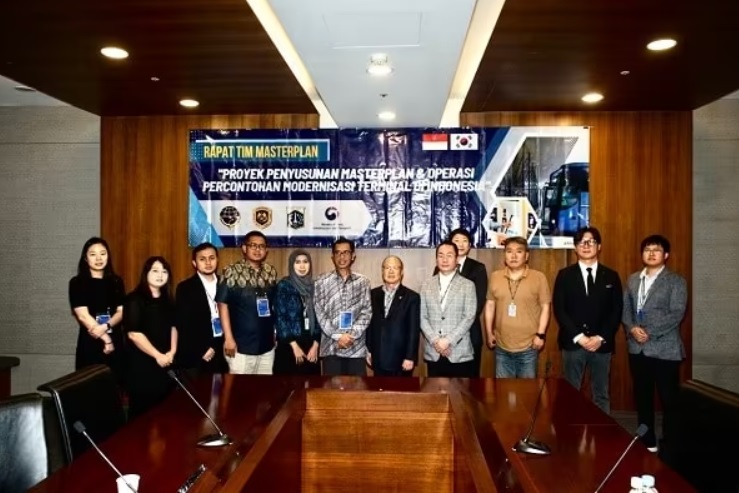 RAPAT TIM MASTERPLAN
"PROYEK PENYUSUNAN MASTERPLAN & OPERASI
PERCONTOHAN MODERNISASI TERMINAL DI INDONESIA"